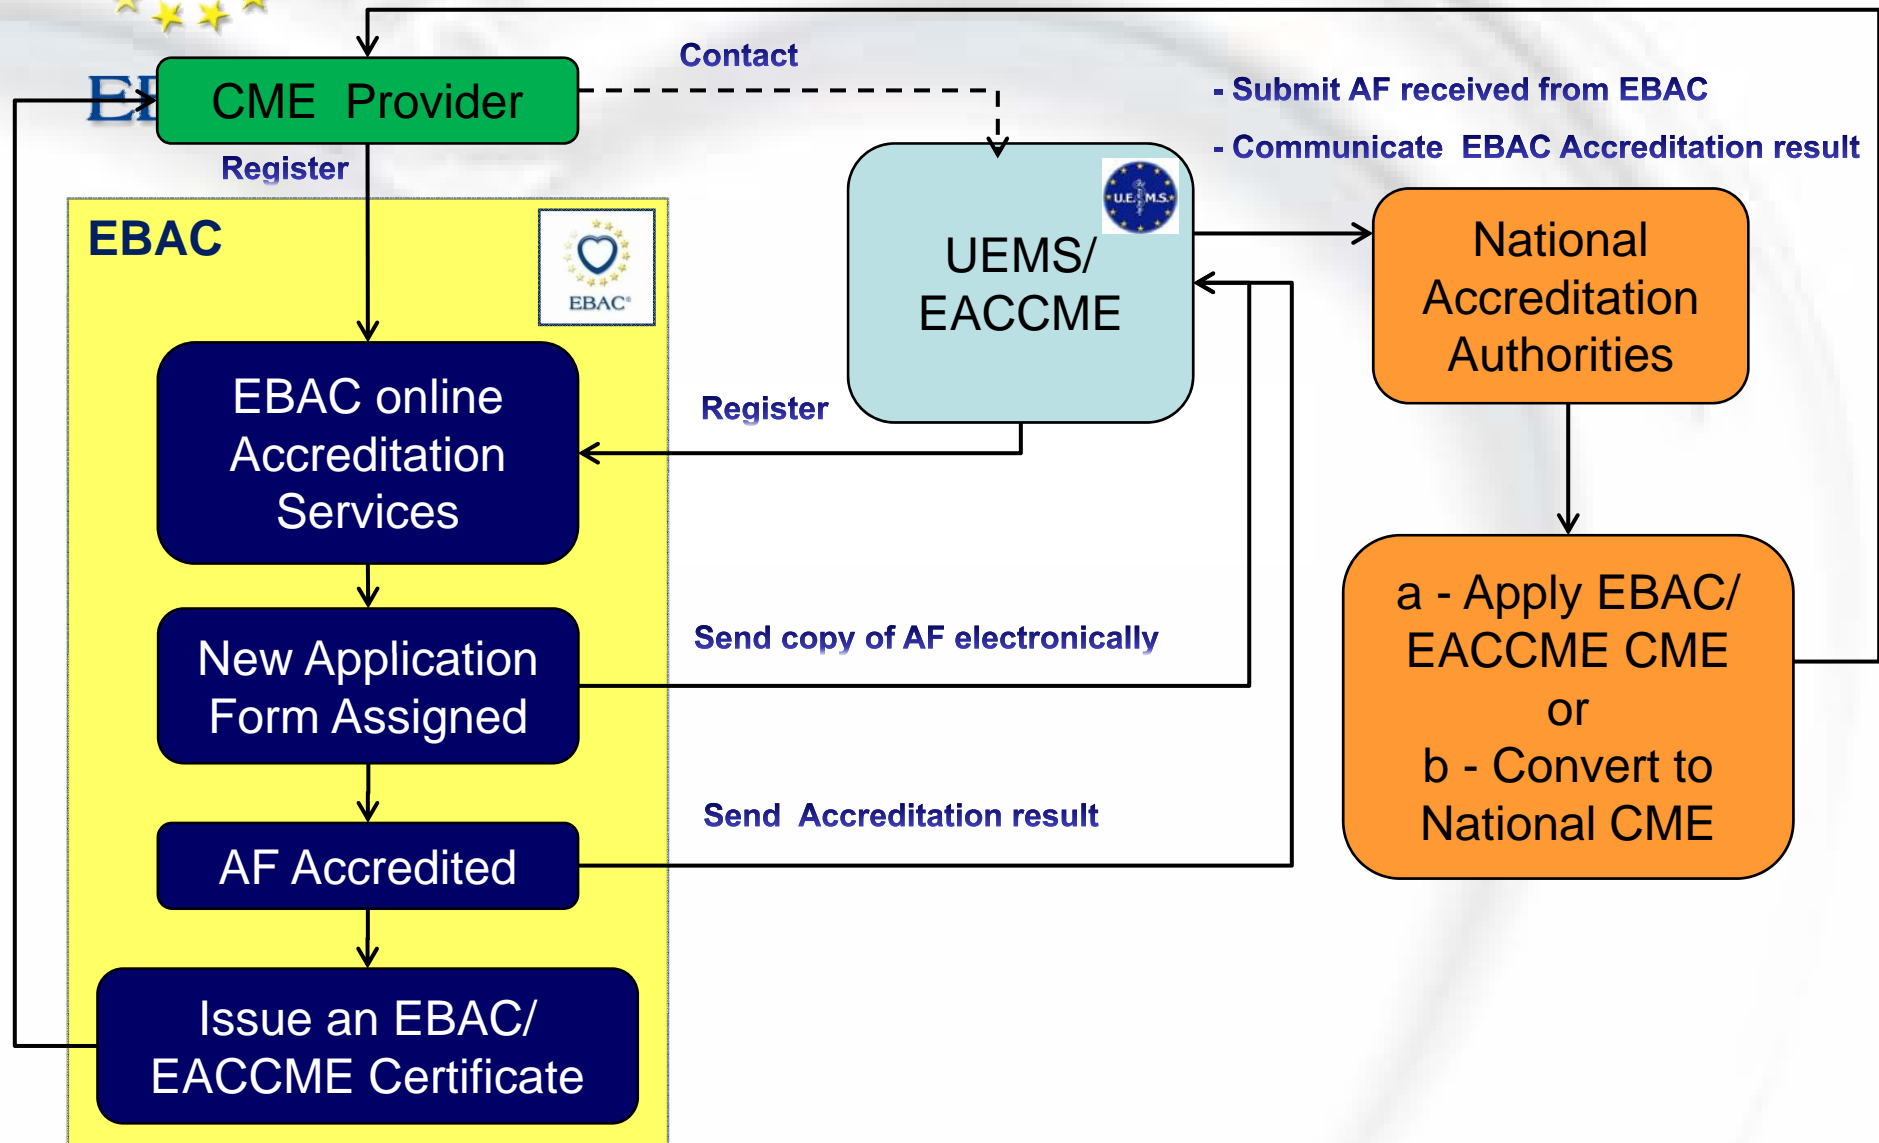 CME Provider
Contact
- Submit AF received from EBAC
- Communicate EBAC Accreditation result
Register
EBAC
EBAC®
U.E.M.S.
UEMS/
EACCME
National
Accreditation
Authorities
EBAC online
Accreditation
Services
Register
New Application
Form Assigned
Send copy of AF electronically
a - Apply EBAC/
EACCME CME
or
b - Convert to
National CME
AF Accredited
Send Accreditation result
Issue an EBAC/
EACCME Certificate